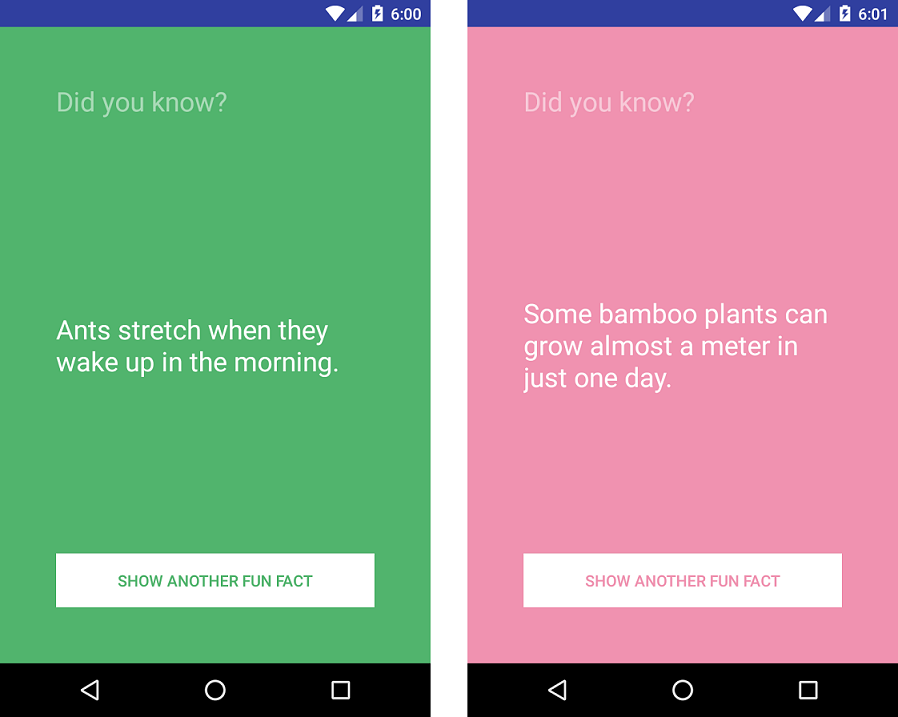 6:00
Did you know?
Ants stretch when they
wake up in the morning.
SHOW ANOTHER FUN FACT
6:01
Did you know?
Some bamboo plants can
grow almost a meter in
just one day.
SHOW ANOTHER FUN FACT